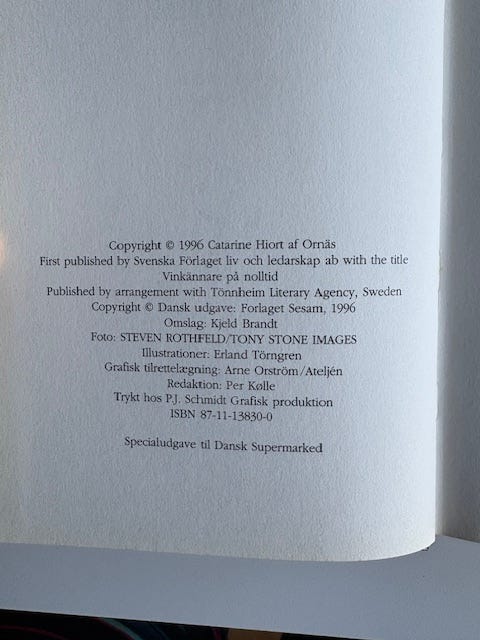 Copyright © 1996 Catarine Hiort af Ornäs
First published by Svenska Förlaget liv och ledarskap ab with the title
Vinkännare på nolltid
Published by arrangement with Tönnheim Literary Agency, Sweden
Copyright © Dansk udgave: Forlaget Sesam, 1996
Omslag: Kjeld Brandt
Foto: STEVEN ROTHFELD/TONY STONE IMAGES
Illustrationer: Erland Törngren
Grafisk tilrettelægning: Arne Orström/Ateljén
Redaktion: Per Kølle
Trykt hos P.J. Schmidt Grafisk produktion
ISBN 87-11-13830-0
Specialudgave til Dansk Supermarked